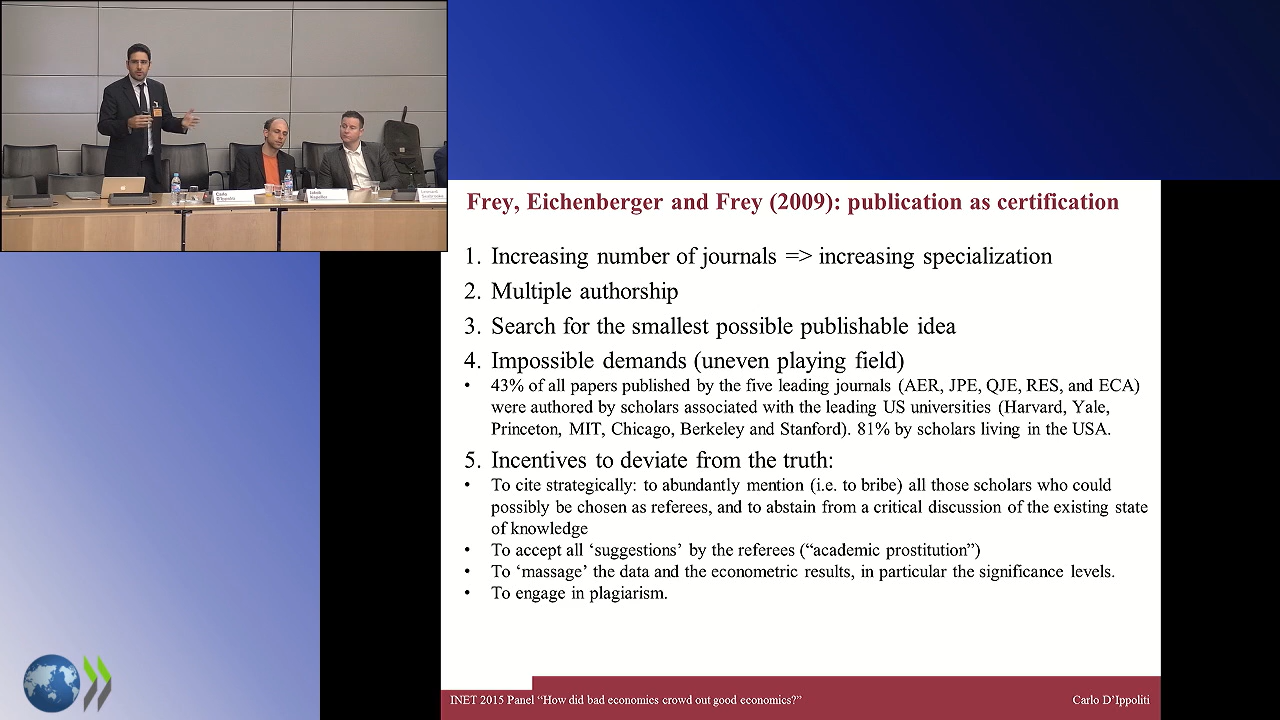 Carlo
D'Ippoliti
Jakob
Kapeller
Frey, Eichenberger and Frey (2009): publication as certification
1. Increasing number of journals => increasing specialization
2. Multiple authorship
3. Search for the smallest possible publishable idea
4. Impossible demands (uneven playing field)
• 43% of all papers published by the five leading journals (AER, JPE, QJE, RES, and ECA)
were authored by scholars associated with the leading US universities (Harvard, Yale,
Princeton, MIT, Chicago, Berkeley and Stanford). 81% by scholars living in the USA.
5. Incentives to deviate from the truth:
• To cite strategically: to abundantly mention (i.e. to bribe) all those scholars who could
possibly be chosen as referees, and to abstain from a critical discussion of the existing state
of knowledge
• To accept all ‘suggestions’ by the referees (“academic prostitution”)
• To ‘massage’ the data and the econometric results, in particular the significance levels.
• To engage in plagiarism.
INET 2015 Panel “How did bad economics crowd out good economics?” Carlo D’Ippoliti